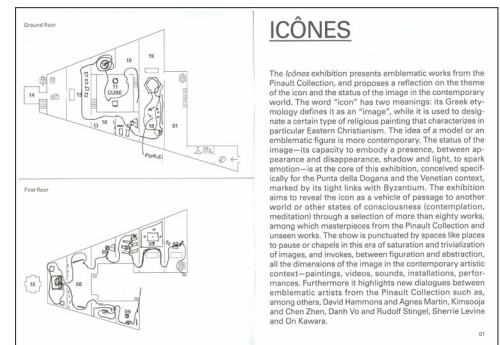 Ground floor
19
10
11
CUBE
14
13
16
18
01
PEOPLE!
First floor
15
06
ICÔNES
The Icônes exhibition presents emblematic works from the
Pinault Collection, and proposes a reflection on the theme
of the icon and the status of the image in the contemporary
world. The word “icon” has two meanings: its Greek ety-
mology defines it as an “image”, while it is used to desig-
nate a certain type of religious painting that characterizes in
particular Eastern Christianism. The idea of a model or an
emblematic figure is more contemporary. The status of the
image—its capacity to embody a presence, between ap-
pearance and disappearance, shadow and light, to spark
emotion—is at the core of this exhibition, conceived specif-
ically for the Punta della Dogana and the Venetian context,
marked by its tight links with Byzantium. The exhibition
aims to reveal the icon as a vehicle of passage to another
world or other states of consciousness (contemplation,
meditation) through a selection of more than eighty works,
among which masterpieces from the Pinault Collection and
unseen works. The show is punctuated by spaces like places
to pause or chapels in this era of saturation and trivialization
of images, and invokes, between figuration and abstraction,
all the dimensions of the image in the contemporary artistic
context—paintings, videos, sounds, installations, perfor-
mances. Furthermore it highlights new dialogues between
emblematic artists from the Pinault Collection such as,
among others, David Hammons and Agnes Martin, Kimsooja
and Chen Zhen, Danh Vo and Rudolf Stingel, Sherrie Levine
and On Kawara.
01